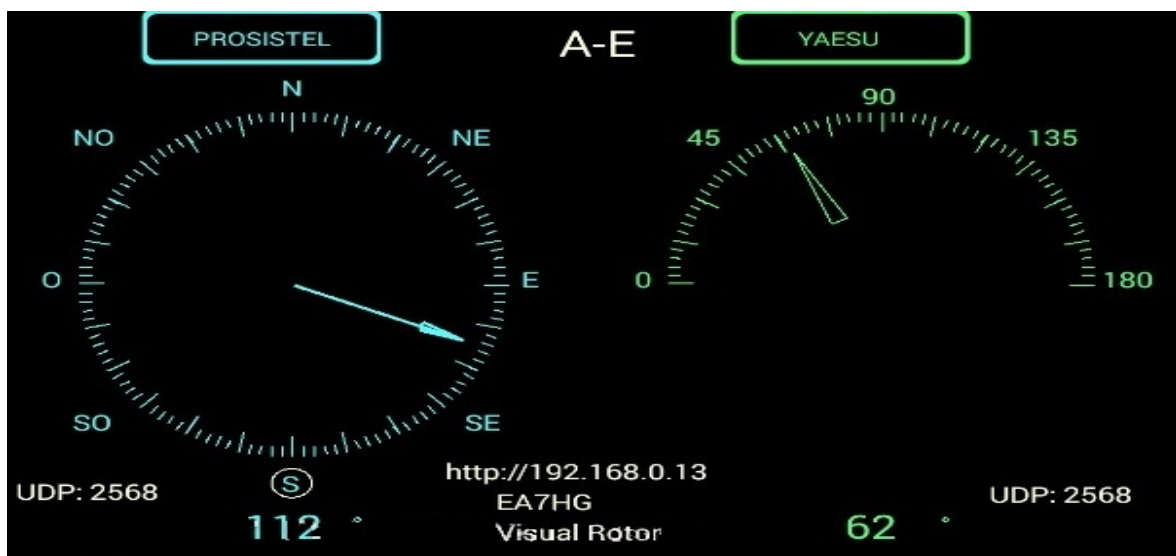 PROSISTEL
A-E
YAESU
N
90
NO
NE
45
135
O
E
0
180
SO
SE
http://192.168.0.13
UDP: 2568
S
EA7HG
UDP: 2568
112 °
Visual Rotor
62 °